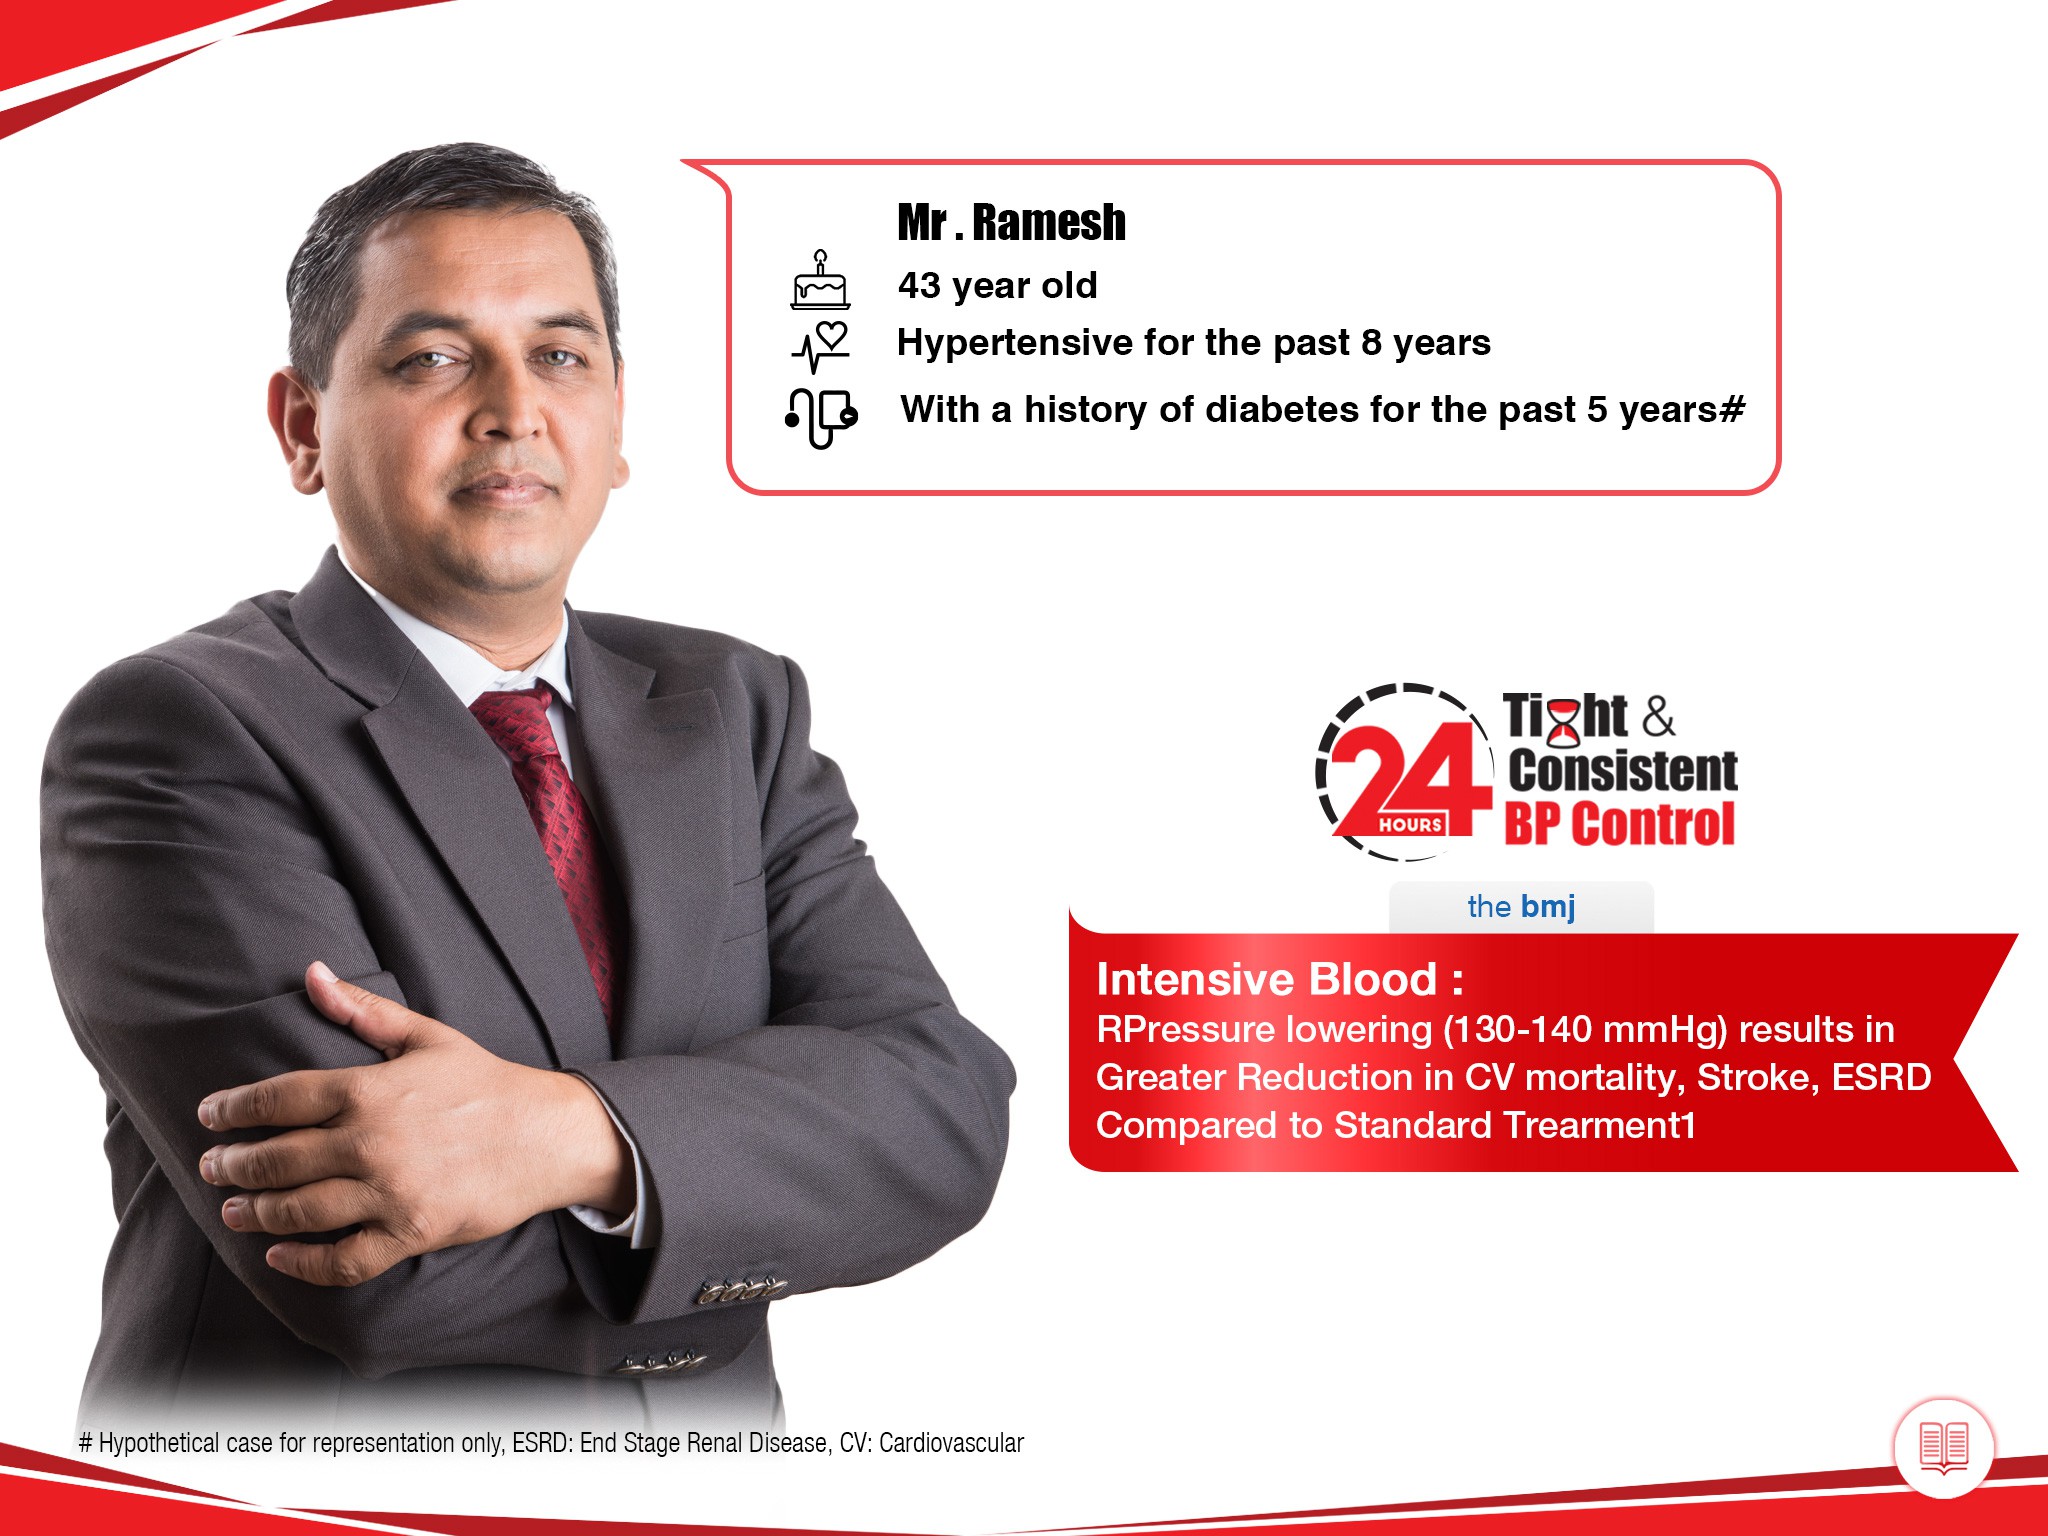 Mr . Ramesh
43 year old
Hypertensive for the past 8 years
With a history of diabetes for the past 5 years#
24 HOURS
Tight &
Consistent
BP Control
the bmj
Intensive Blood :
RPressure lowering (130-140 mmHg) results in
Greater Reduction in CV mortality, Stroke, ESRD
Compared to Standard Trearment1
# Hypothetical case for representation only, ESRD: End Stage Renal Disease, CV: Cardiovascular